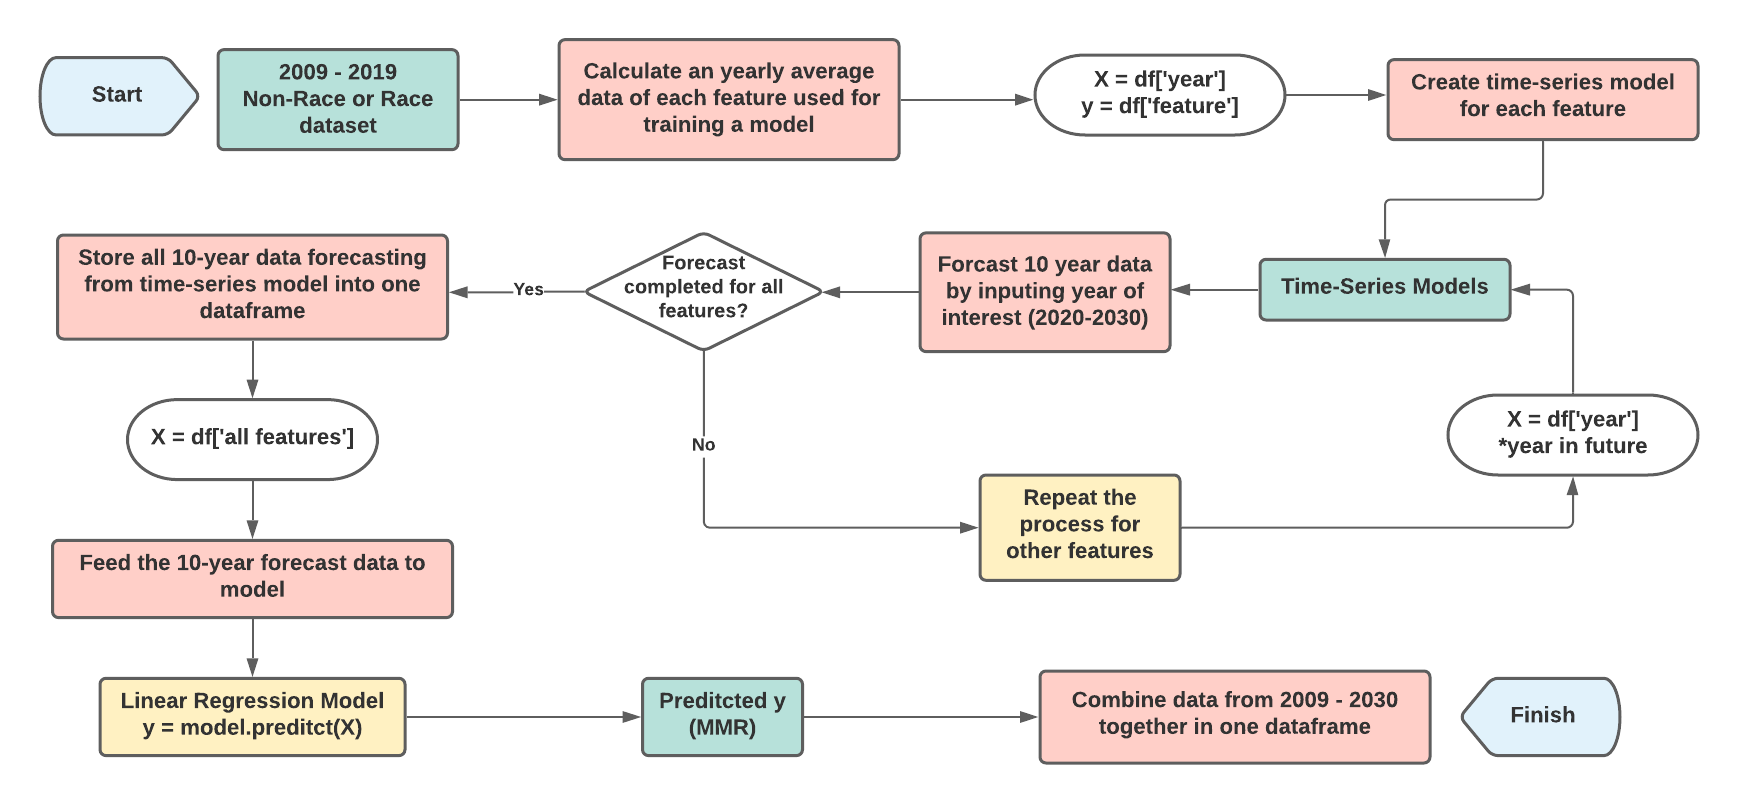 Start
2009 - 2019
Non-Race or Race
dataset
Calculate an yearly average
data of each feature used for
training a model
X = df['year']
y = df['feature']
Create time-series model
for each feature
Store all 10-year data forecasting
from time-series model into one
dataframe
Yes
Forecast
completed for all
features?
Forcast 10 year data
by inputing year of
interest (2020-2030)
Time-Series Models
X = df['all features']
No
X = df['year']
*year in future
Repeat the
process for
other features
Feed the 10-year forecast data to
model
Linear Regression Model
y = model.preditct(X)
Preditcted y
(MMR)
Combine data from 2009 - 2030
together in one dataframe
Finish